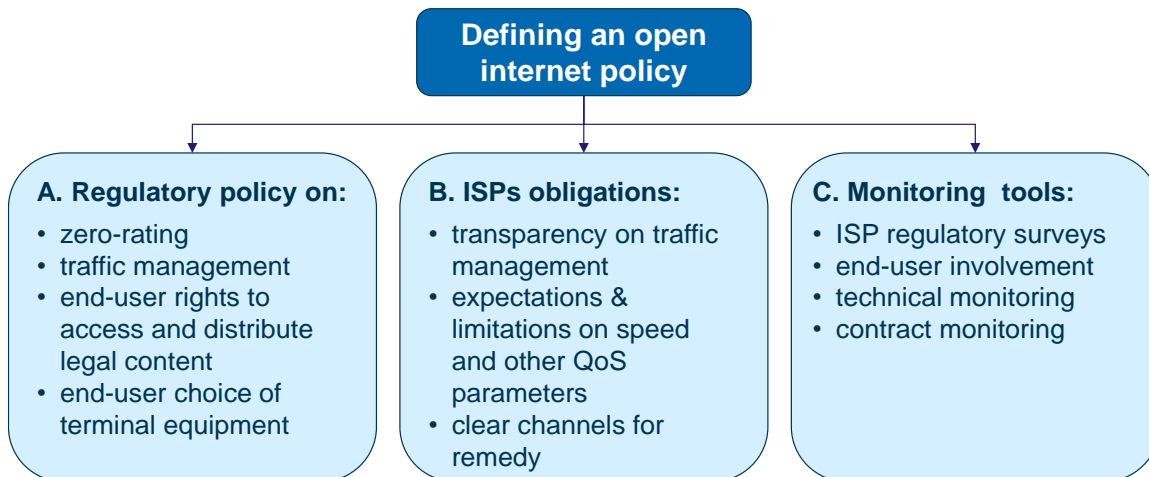 Defining an open
internet policy
A. Regulatory policy on:
• zero-rating
• traffic management
• end-user rights to
access and distribute
legal content
• end-user choice of
terminal equipment
B. ISPs obligations:
• transparency on traffic
management
• expectations &
limitations on speed
and other QoS
parameters
• clear channels for
remedy
C. Monitoring  tools:
• ISP regulatory surveys
• end-user involvement
• technical monitoring
• contract monitoring